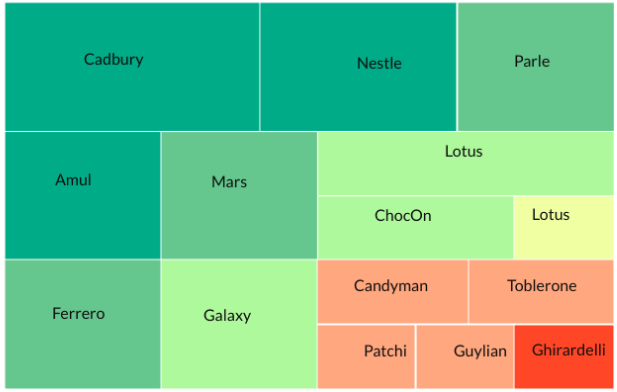 Cadbury
Nestle
Parle
Amul
Mars
Lotus
ChocOn
Lotus
Ferrero
Galaxy
Candyman
Toblerone
Patchi
Guylian
Ghirardelli